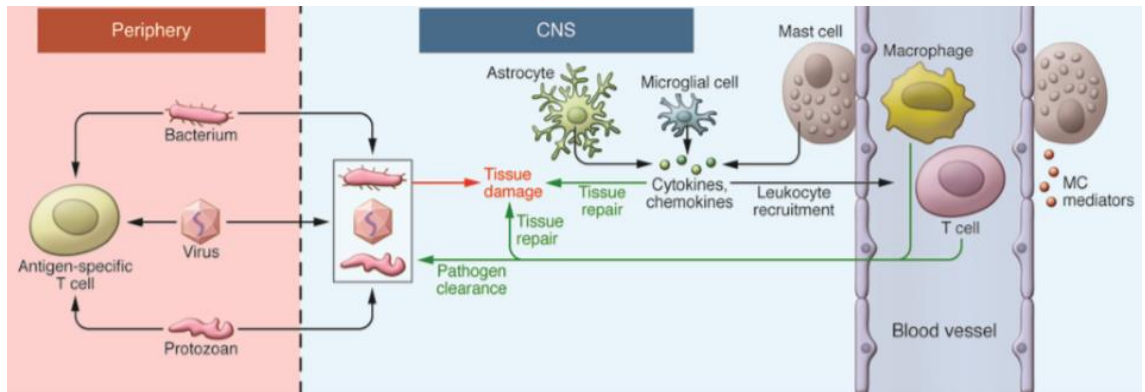 Periphery
CNS
Mast cell
Macrophage
Astrocyte
Microglial cell
Bacterium
Tissue
damage
Tissue
repair
Cytokines,
chemokines
Leukocyte
recruitment
MC
mediators
T cell
Virus
Antigen-specific
T cell
Tissue
repair
Pathogen
clearance
Protozoan
Blood vessel